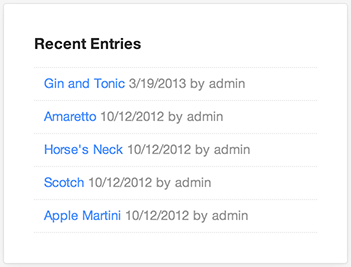 Recent Entries
Gin and Tonic 3/19/2013 by admin
Amaretto 10/12/2012 by admin
Horse's Neck 10/12/2012 by admin
Scotch 10/12/2012 by admin
Apple Martini 10/12/2012 by admin